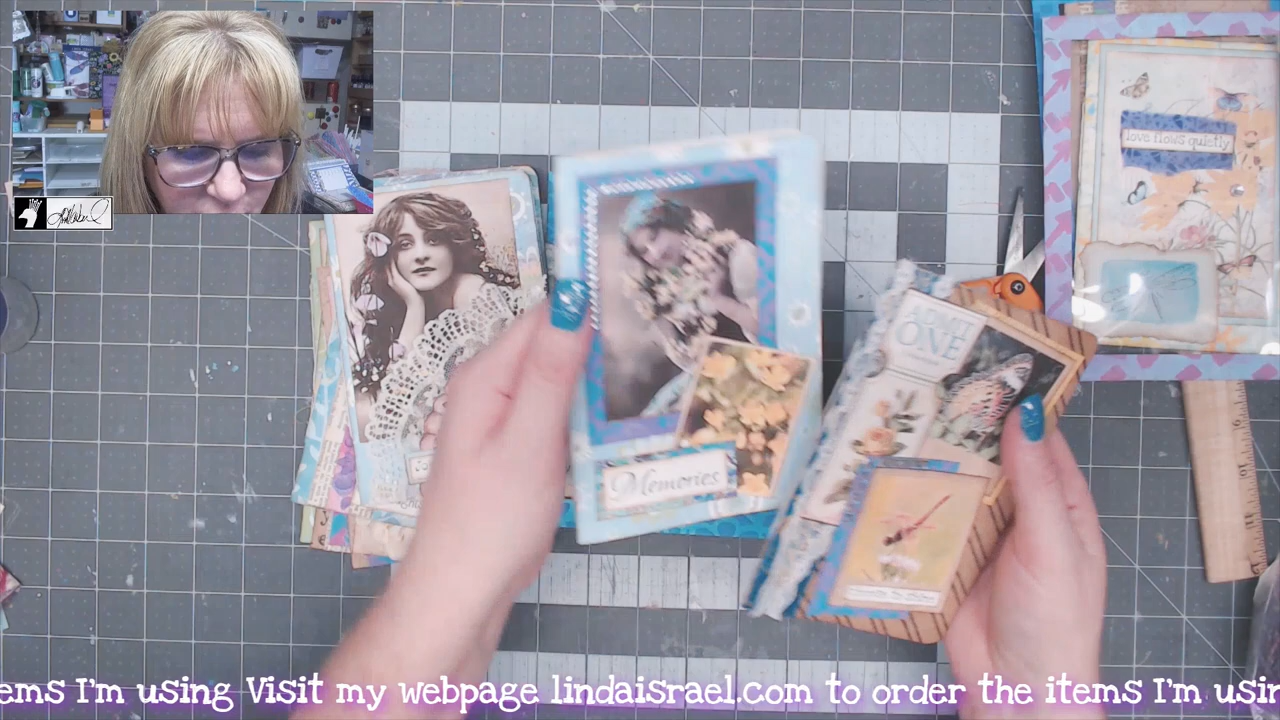 love flows quietly
ADMIT
ONE
Memories
ems I'm using Visit my webpage lindaisrael.com to order the items I'm usin